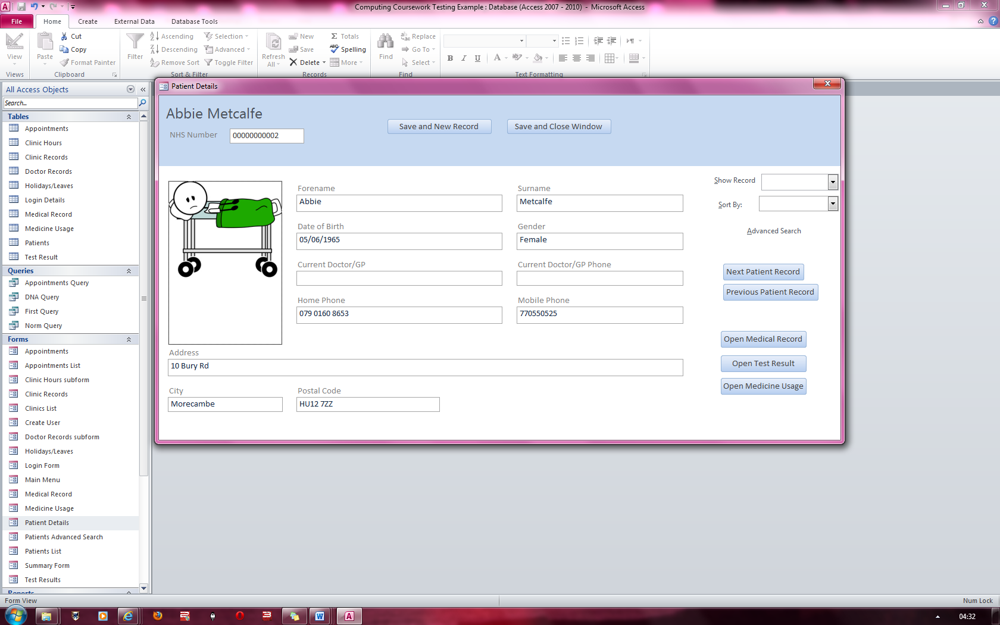 Computing Coursework Testing Example : Database (Access 2007 - 2010) - Microsoft Access
File Home Create External Data Database Tools
View
Views
Paste
Cut
Copy
Format Painter
Clipboard
Filter
Ascending
Descending
Remove Sort
Selection
Advanced
Toggle Filter
Sort & Filter
Refresh All
New
Save
Delete
Totals
Spelling
More
Records
Find
Replace
Go To
Select
Find
B I U A
Text Formatting
All Access Objects
Search...
Tables
Appointments
Clinic Hours
Clinic Records
Doctor Records
Holidays/Leaves
Login Details
Medical Record
Medicine Usage
Patients
Test Result
Queries
Appointments Query
DNA Query
First Query
Norm Query
Forms
Appointments
Appointments List
Clinic Hours subform
Clinic Records
Clinics List
Create User
Doctor Records subform
Holidays/Leaves
Login Form
Main Menu
Medical Record
Medicine Usage
Patient Details
Patients Advanced Search
Patients List
Summary Form
Test Results
Reports
Patient Details
Abbie Metcalfe
NHS Number 00000000002
Save and New Record Save and Close Window
Forename Surname
Abbie Metcalfe
Date of Birth Gender
05/06/1965 Female
Current Doctor/GP Current Doctor/GP Phone
Home Phone Mobile Phone
079 0160 8653 770550525
Address
10 Bury Rd
City Postal Code
Morecambe HU12 7ZZ
Show Record
Sort By:
Advanced Search
Next Patient Record
Previous Patient Record
Open Medical Record
Open Test Result
Open Medicine Usage
Form View Num Lock
04:32